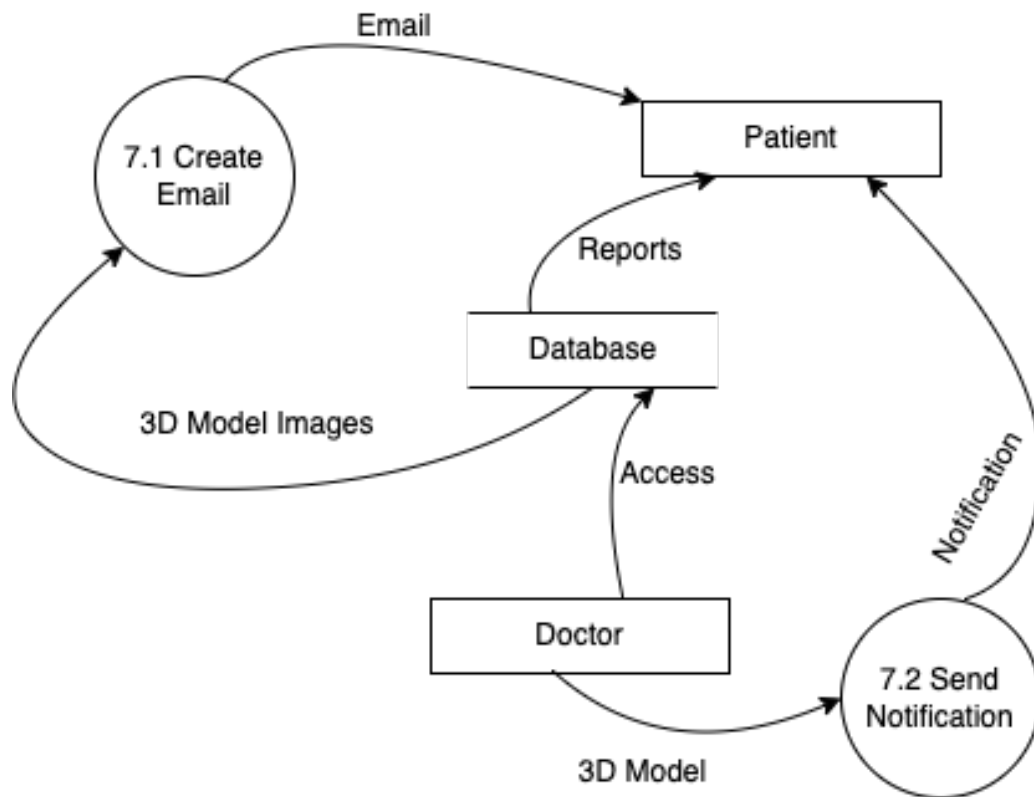 Email
7.1 Create
Email
Patient
Reports
Database
3D Model Images
Access
Notification
Doctor
7.2 Send
Notification
3D Model